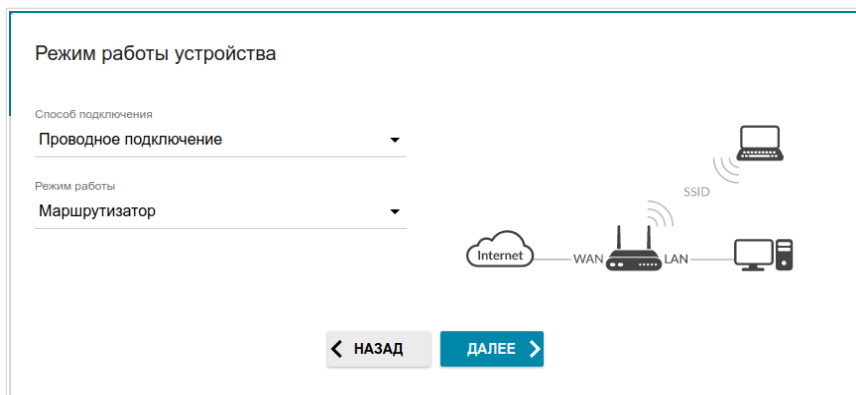 Режим работы устройства
Способ подключения
Проводное подключение
Режим работы
Маршрутизатор
SSID
Internet
WAN
LAN
НАЗАД
ДАЛЕЕ